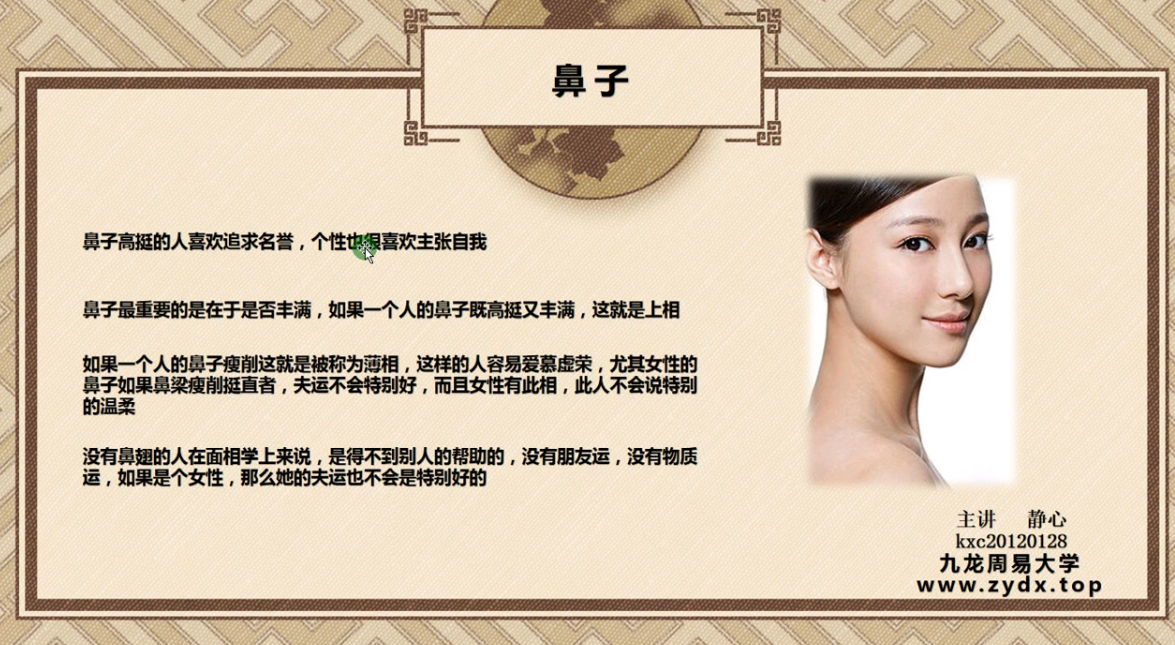 鼻子
鼻子高挺的人喜欢追求名誉，个性也很喜欢主张自我
鼻子最重要的是在于是否丰满，如果一个人的鼻子既高挺又丰满，这就是上相
如果一个人的鼻子瘦削这就是被称为薄相，这样的人容易爱慕虚荣，尤其女性的
鼻子如果鼻梁瘦削挺直者，夫运不会特别好，而且女性有此相，此人不会说特别
的温柔
没有鼻翅的人在面相学上来说，是得不到别人的帮助的，没有朋友运，没有物质
运，如果是个女性，那么她的夫运也不会是特别好的
主讲 静心
kxc20120128
九龙周易大学
www.zydx.top